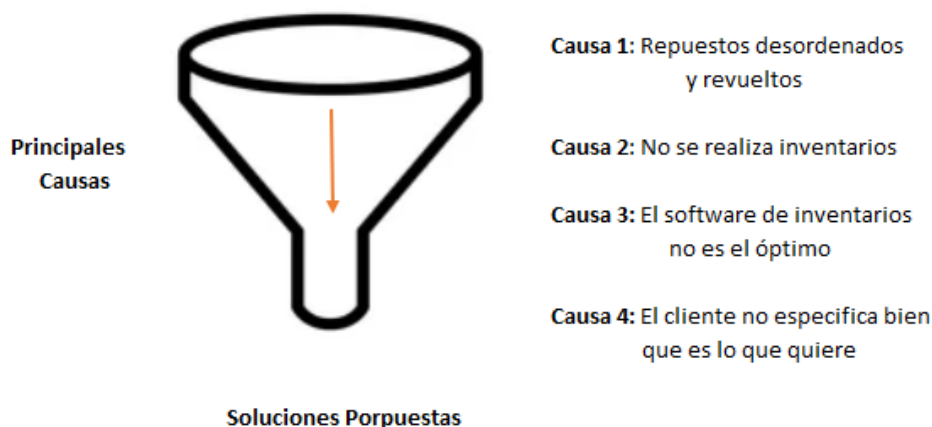 Principales
Causas
Causa 1: Repuestos desordenados
y revueltos
Causa 2: No se realiza inventarios
Causa 3: El software de inventarios
no es el óptimo
Causa 4: El cliente no especifica bien
que es lo que quiere
Soluciones Porpuestas